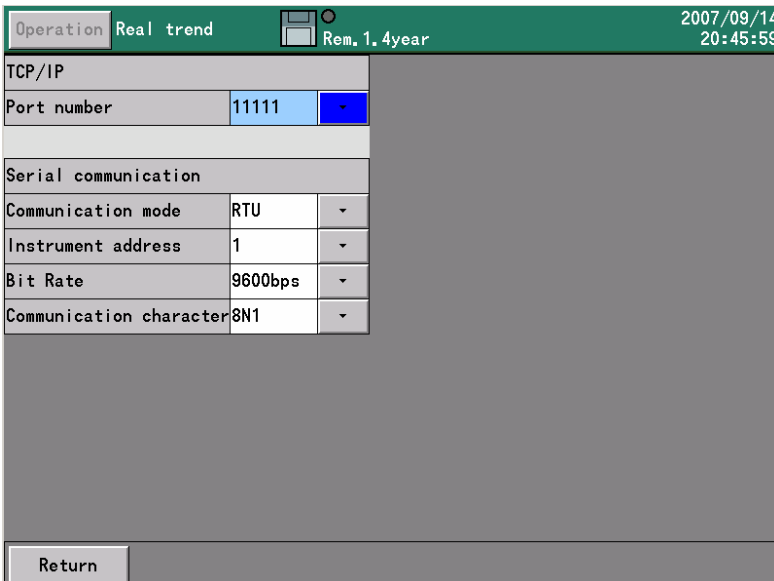 Operation Real trend Rem.1.4year 2007/09/14
20:45:59
TCP/IP
Port number 11111
Serial communication
Communication mode RTU
Instrument address 1
Bit Rate 9600bps
Communication character 8N1
Return